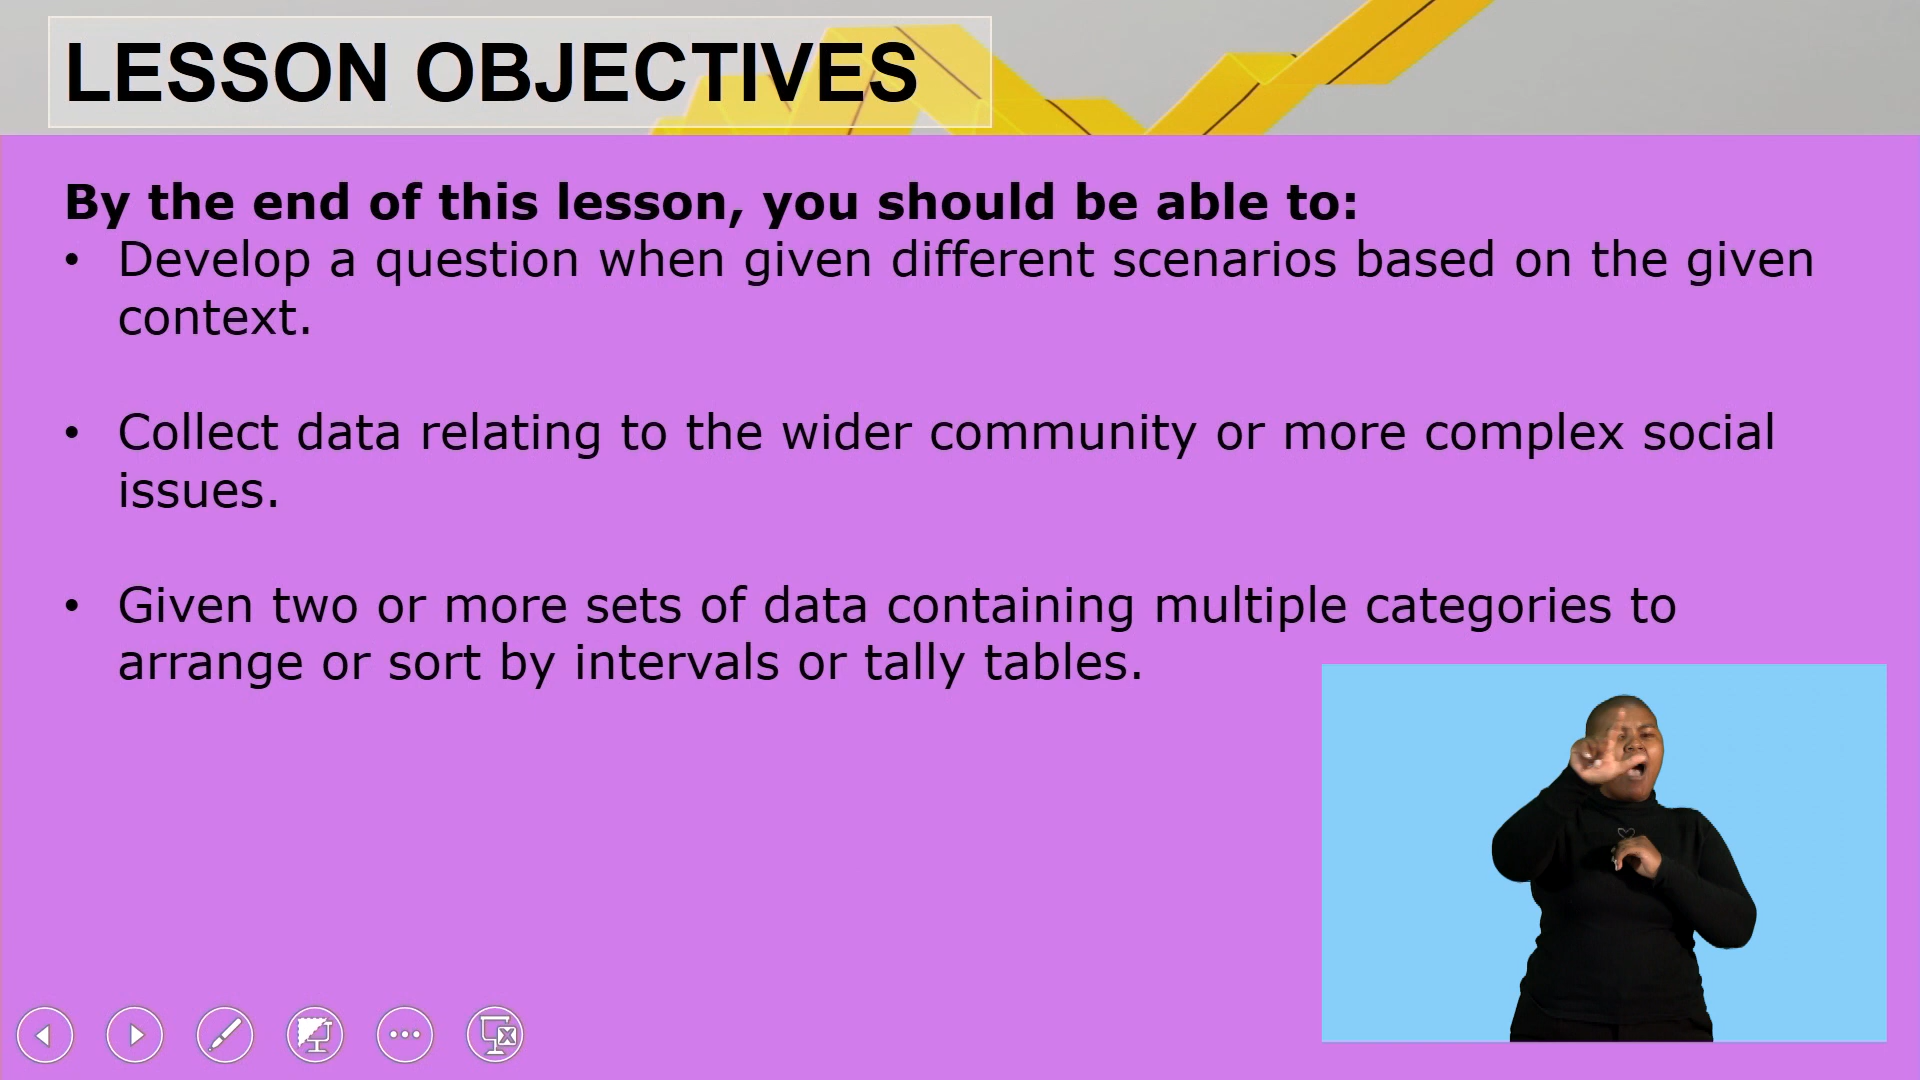 LESSON OBJECTIVES
By the end of this lesson, you should be able to:
• Develop a question when given different scenarios based on the given
context.
• Collect data relating to the wider community or more complex social
issues.
• Given two or more sets of data containing multiple categories to
arrange or sort by intervals or tally tables.